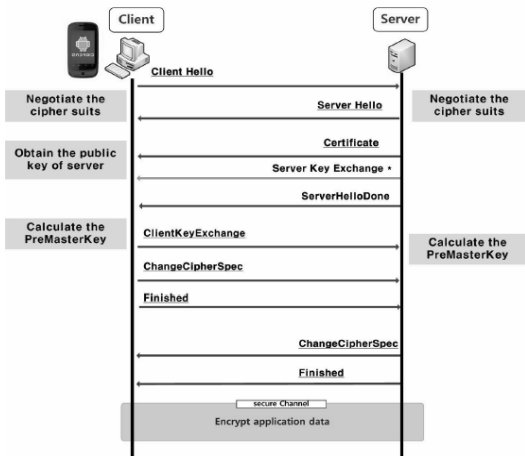 Client
Server
ANDROID
Client Hello
Negotiate the
cipher suits
Server Hello
Negotiate the
cipher suits
Certificate
Obtain the public
key of server
Server Key Exchange *
ServerHelloDone
Calculate the
PreMasterKey
ClientKeyExchange
Calculate the
PreMasterKey
ChangeCipherSpec
Finished
ChangeCipherSpec
Finished
secure Channel
Encrypt application data